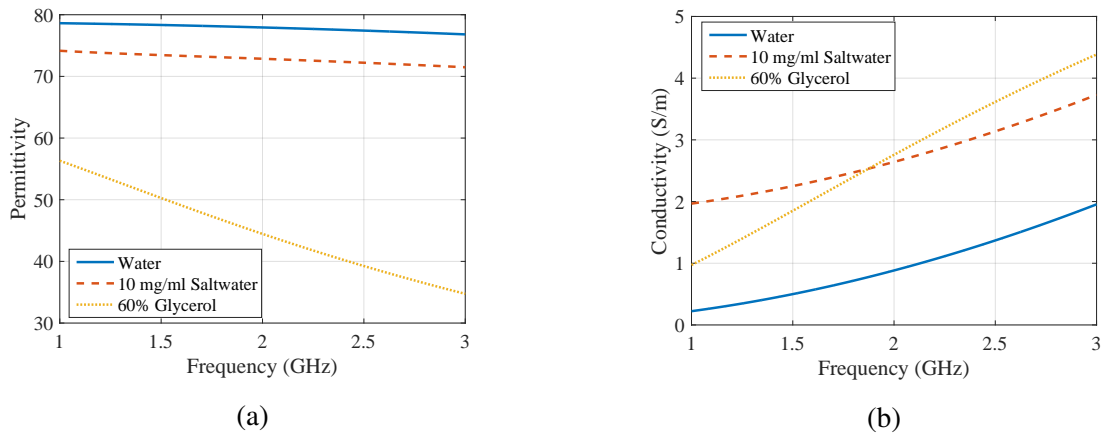 80
70
60
50
40
30
Permittivity
Water
10 mg/ml Saltwater
60% Glycerol
1 1.5 2 2.5 3
Frequency (GHz)
(a)
5
4
3
2
1
0
Conductivity (S/m)
Water
10 mg/ml Saltwater
60% Glycerol
1 1.5 2 2.5 3
Frequency (GHz)
(b)